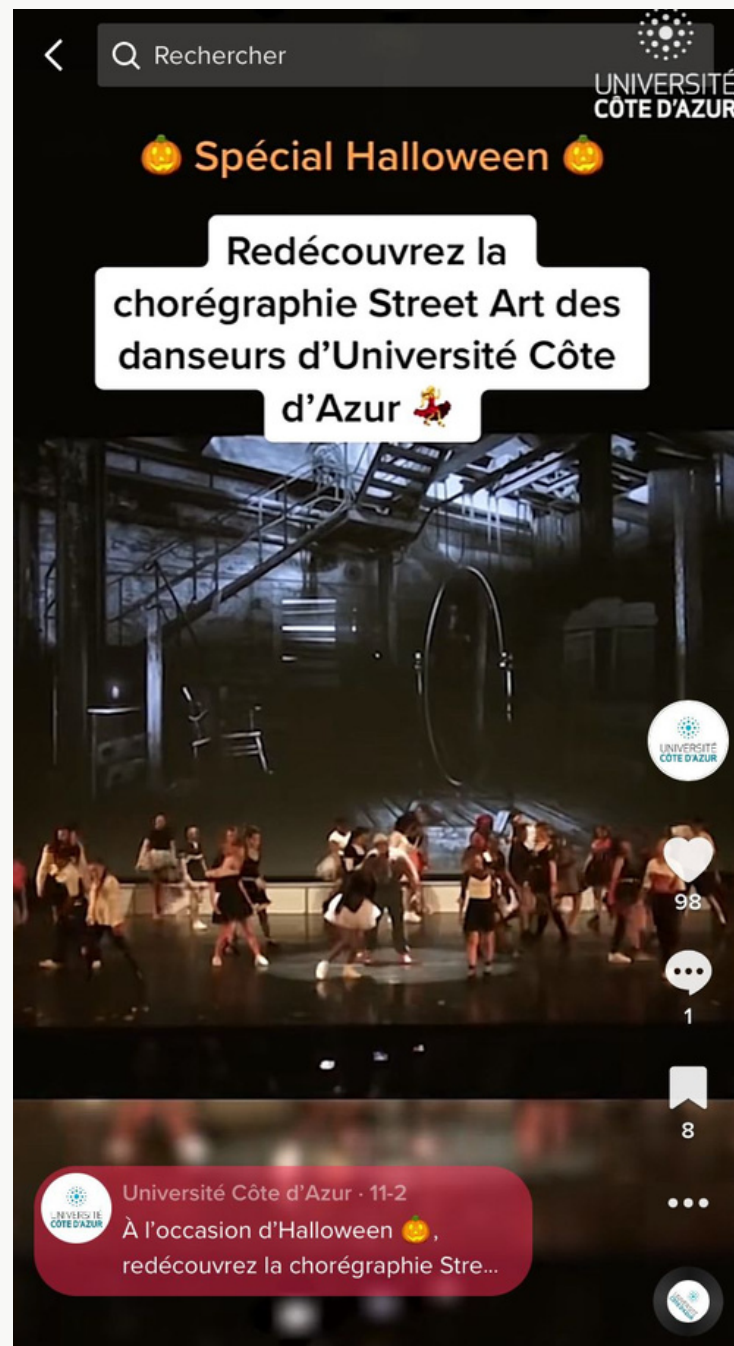 Rechercher
UNIVERSITÉ
CÔTE D'AZUR
🎃 Spécial Halloween 🎃
Redécouvrez la
chorégraphie Street Art des
danseurs d'Université Côte
d'Azur 💃
UNIVERSITÉ
CÔTE D'AZUR
98
1
8
UNIVERSITÉ
CÔTE D'AZUR
Université Côte d'Azur · 11-2
À l'occasion d'Halloween 🎃,
redécouvrez la chorégraphie Stre...